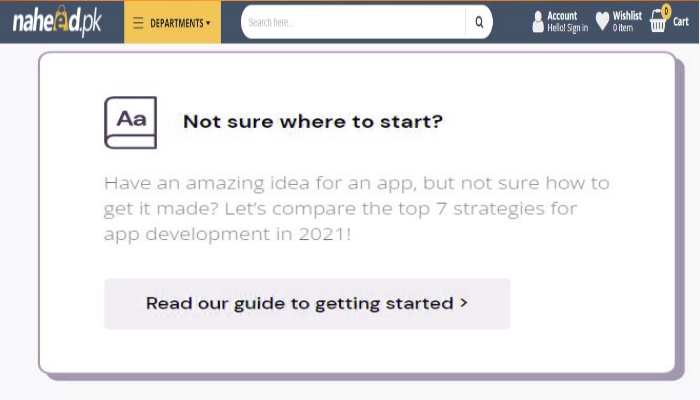 naheed.pk
DEPARTMENTS
Search here...
Account
Hello! Sign in
Wishlist
0 item
0
Cart
Aa
Not sure where to start?
Have an amazing idea for an app, but not sure how to
get it made? Let's compare the top 7 strategies for
app development in 2021!
Read our guide to getting started >